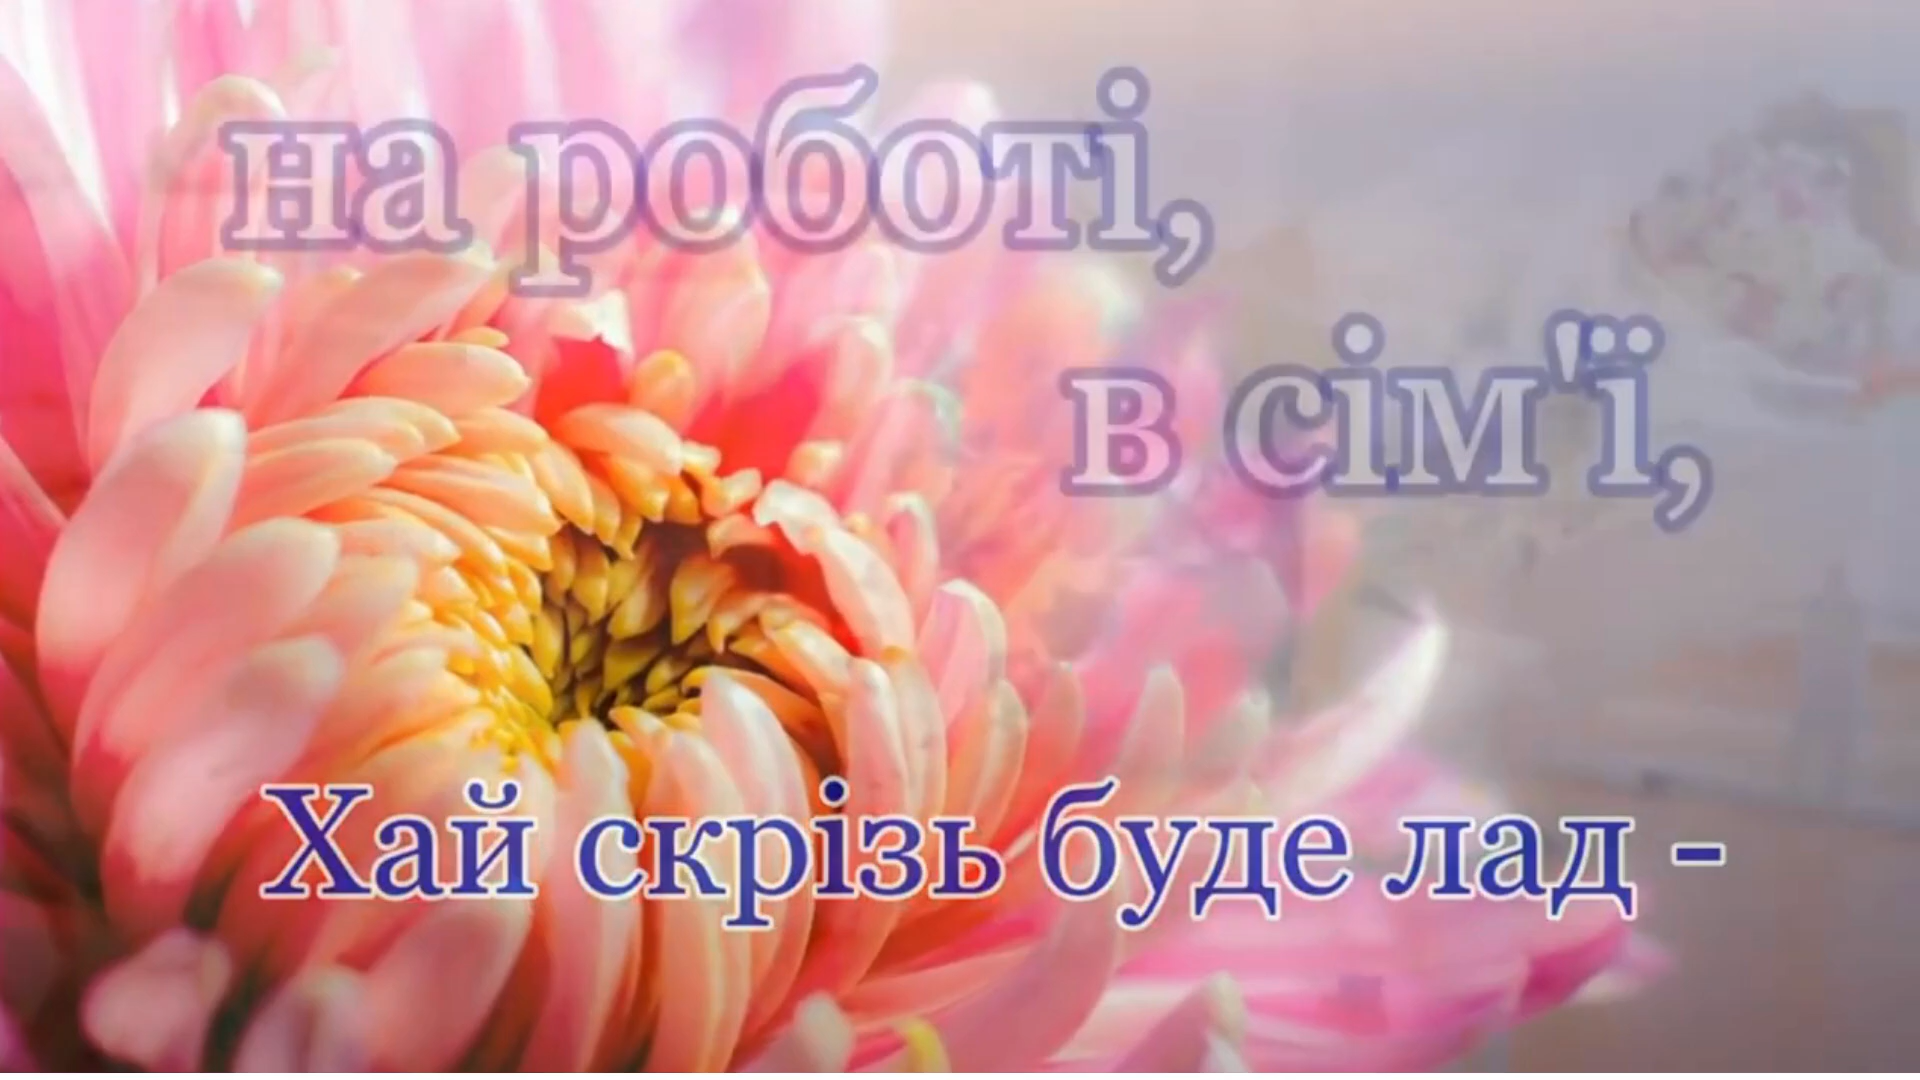 на роботі,
в сім'ї,
Хай скрізь буде лад -